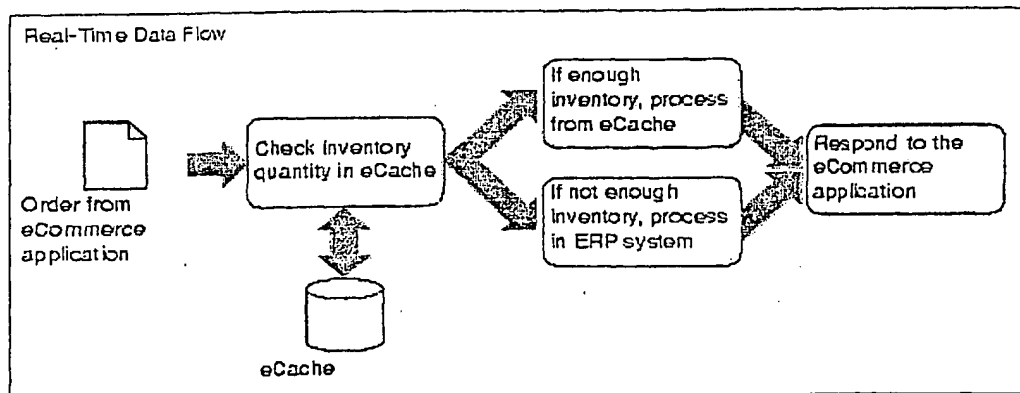 Real-Time Data Flow
Order from
eCommerce
application
Check inventory
quantity in eCache
eCache
If enough
inventory, process
from eCache
If not enough
inventory, process
in ERP system
Respond to the
eCommerce
application